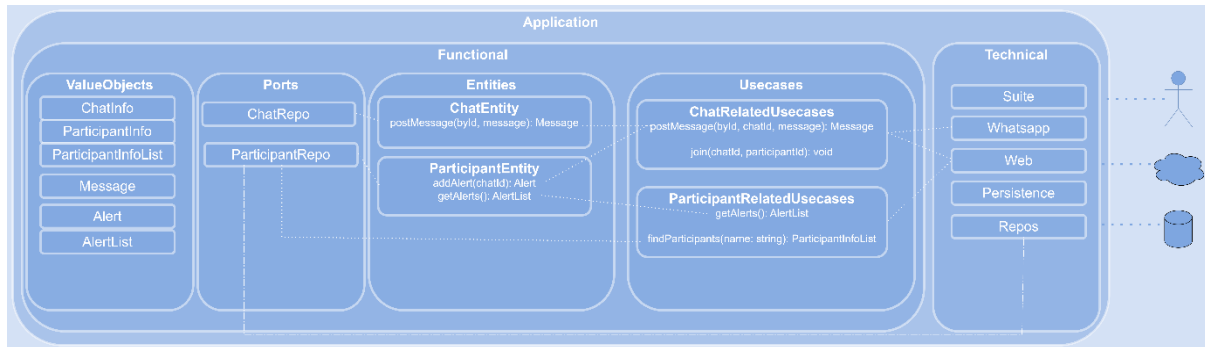 Application
Functional
Technical
ValueObjects
ChatInfo
ParticipantInfo
ParticipantInfoList
Message
Alert
AlertList
Ports
ChatRepo
ParticipantRepo
Entities
ChatEntity
postMessage(byId, message): Message
ParticipantEntity
addAlert(chatId): Alert
getAlerts(): AlertList
Usecases
ChatRelatedUsecases
postMessage(byId, chatId, message): Message
join(chatId, participantId): void
ParticipantRelatedUsecases
getAlerts(): AlertList
findParticipants(name: string): ParticipantInfoList
Suite
Whatsapp
Web
Persistence
Repos